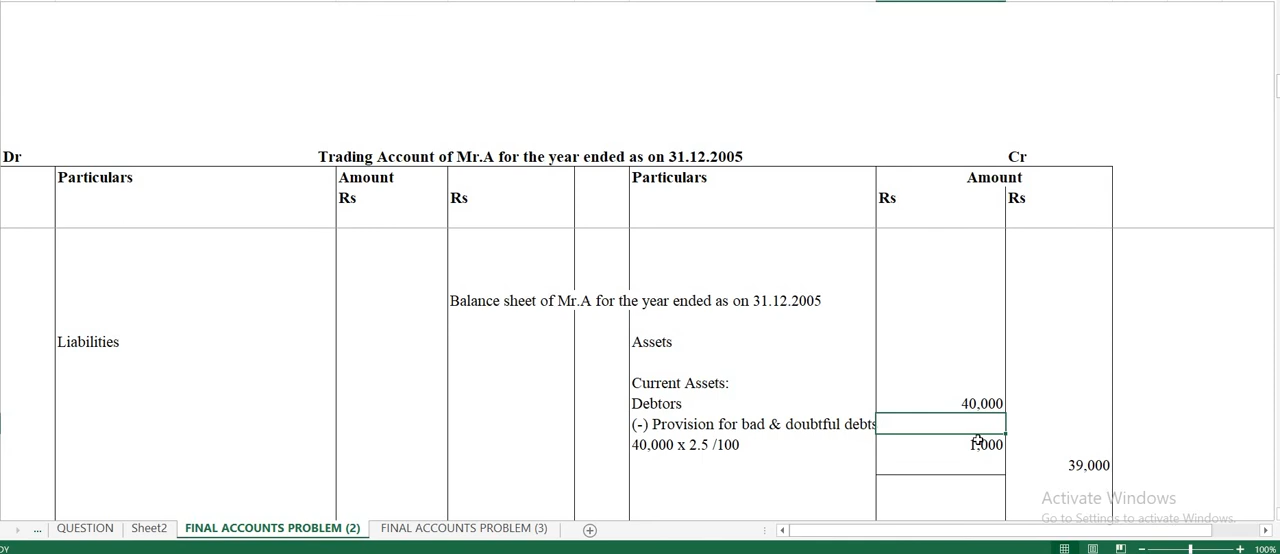 Dr Trading Account of Mr.A for the year ended as on 31.12.2005 Cr
Particulars Amount Particulars Amount
Rs Rs Rs Rs
Balance sheet of Mr.A for the year ended as on 31.12.2005
Liabilities Assets
Current Assets:
Debtors 40,000
(-) Provision for bad & doubtful debts
40,000 x 2.5 /100 1,000
39,000
Activate Windows
Go to Settings to activate Windows.
... QUESTION Sheet2 FINAL ACCOUNTS PROBLEM (2) FINAL ACCOUNTS PROBLEM (3)
100%